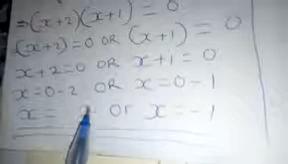 ⇒(x+2)(x+1) = 0
(x+2)=0 OR (x+1) = 0
x+2=0 OR x+1=0
x=0-2 OR x=0-1
x= or x=-1